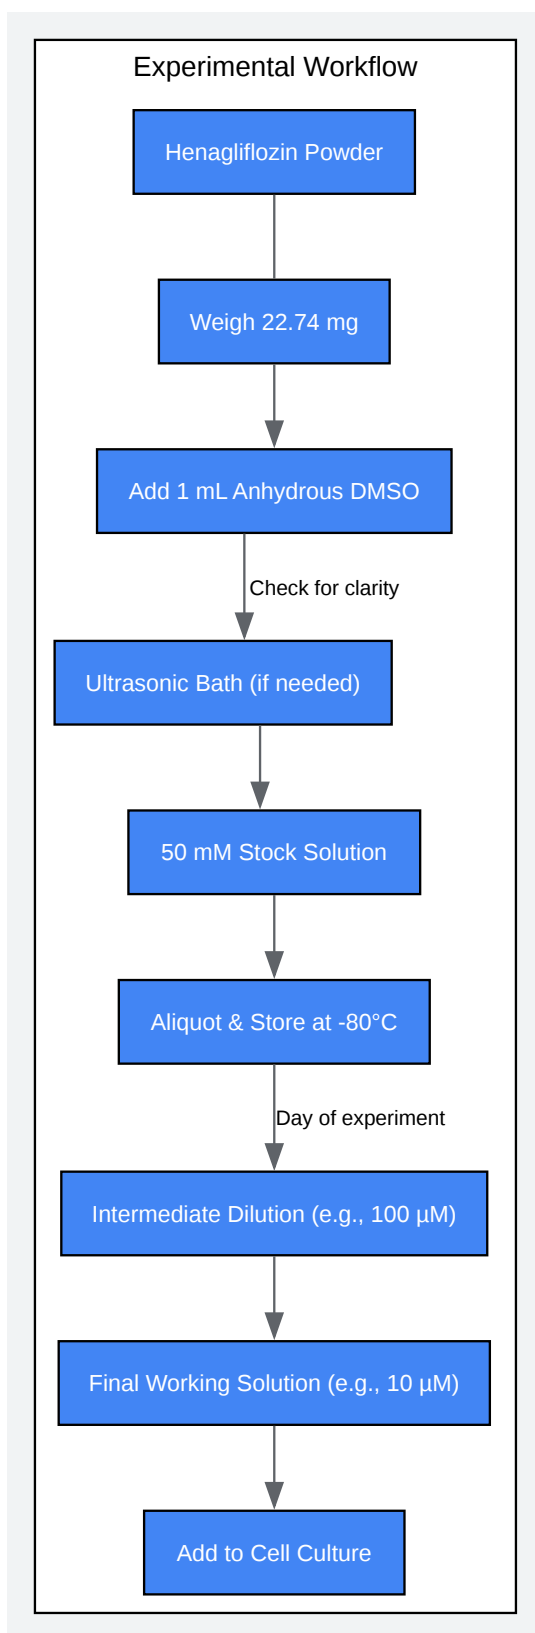 Experimental Workflow
Henagliflozin Powder
Weigh 22.74 mg
Add 1 mL Anhydrous DMSO
Check for clarity
Ultrasonic Bath (if needed)
50 mM Stock Solution
Aliquot & Store at -80°C
Day of experiment
Intermediate Dilution (e.g., 100 µM)
Final Working Solution (e.g., 10 µM)
Add to Cell Culture